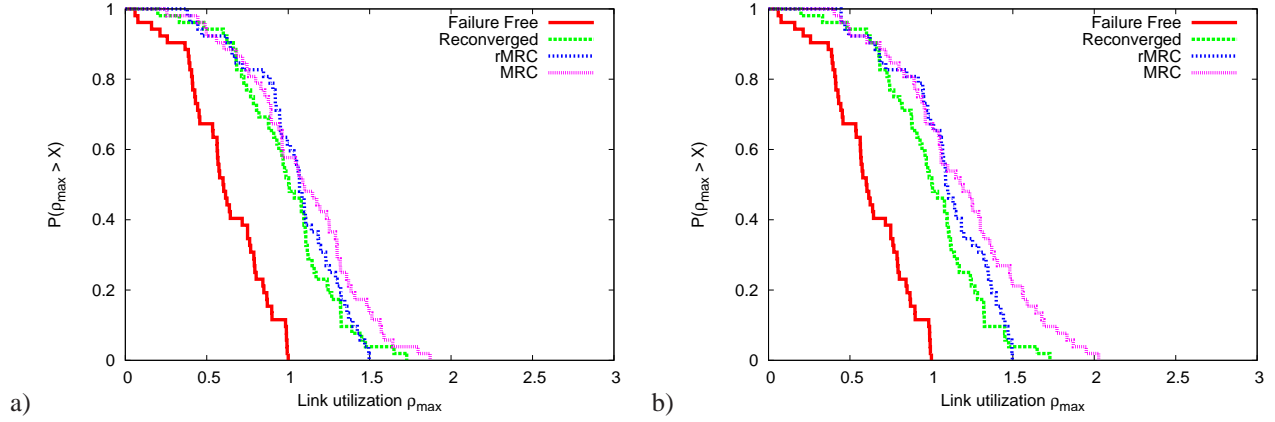 1
0.8
0.6
0.4
0.2
0
P(ρmax > X)
Failure Free
Reconverged
rMRC
MRC
0 0.5 1 1.5 2 2.5 3
Link utilization ρmax
a)
1
0.8
0.6
0.4
0.2
0
P(ρmax > X)
Failure Free
Reconverged
rMRC
MRC
0 0.5 1 1.5 2 2.5 3
Link utilization ρmax
b)